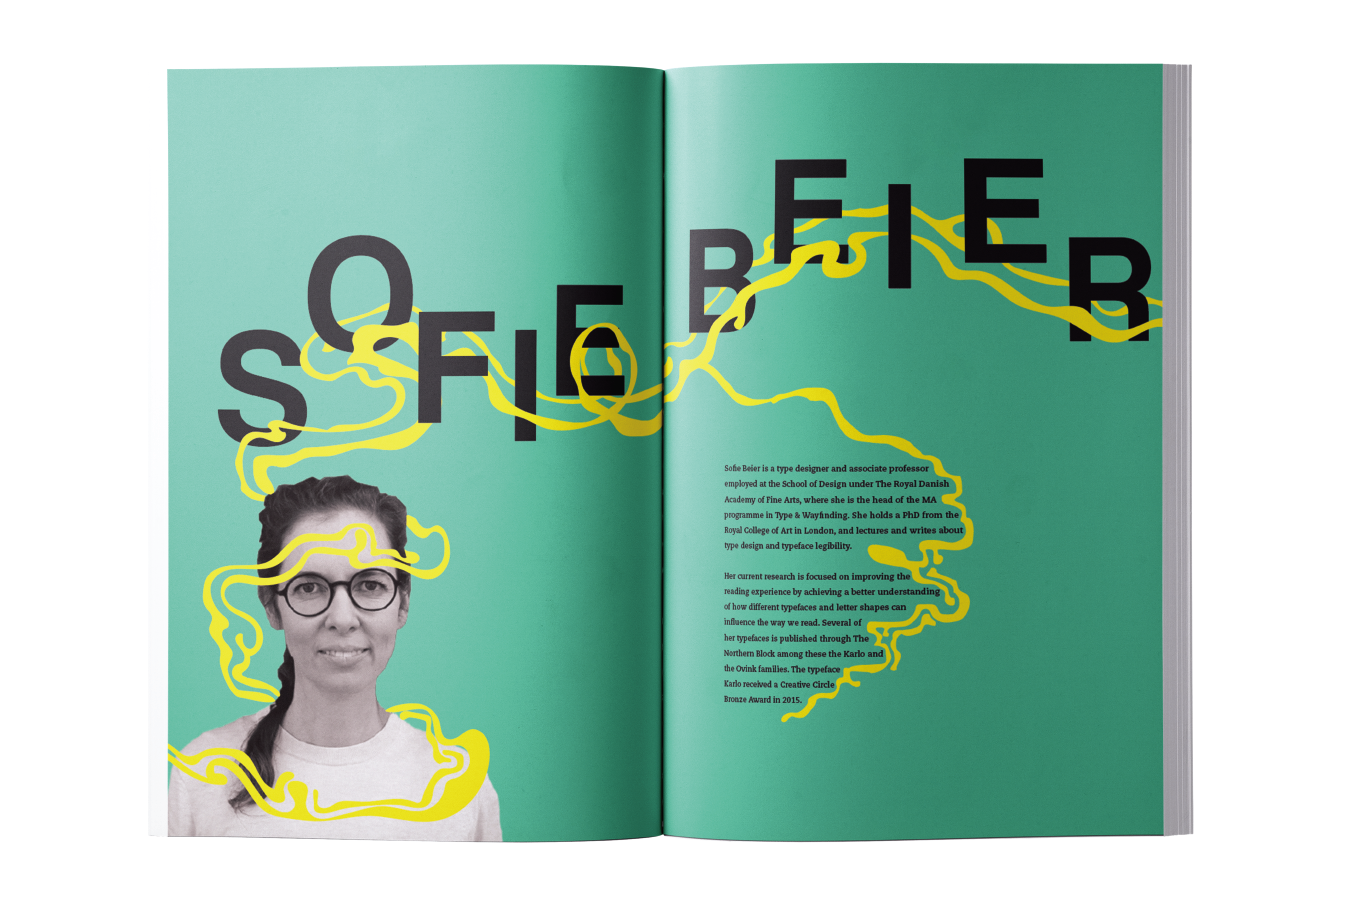 SOFIE
BEIER
Sofie Beier is a type designer and associate professor
employed at the School of Design under The Royal Danish
Academy of Fine Arts, where she is the head of the MA
programme in Type & Wayfinding. She holds a PhD from the
Royal College of Art in London, and lectures and writes about
type design and typeface legibility.
Her current research is focused on improving the
reading experience by achieving a better understanding
of how different typefaces and letter shapes can
influence the way we read. Several of
her typefaces is published through The
Northern Block among these the Karlo and
the Ovink families. The typeface
Karlo received a Creative Circle
Bronze Award in 2015.